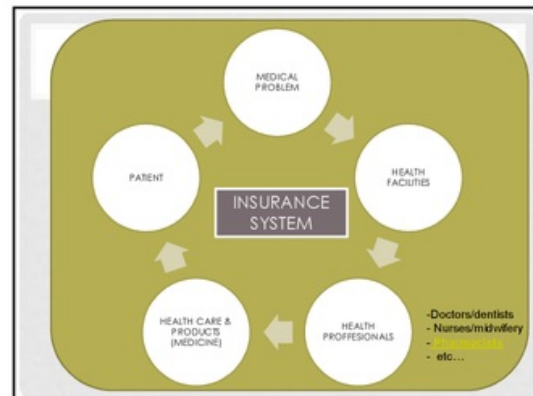 MEDICAL
PROBLEM
HEALTH
FACILITIES
HEALTH
PROFFESIONALS
-Doctors/dentists
- Nurses/midwifery
- Pharmacists
- etc...
HEALTH CARE &
PRODUCTS
(MEDICINE)
PATIENT
INSURANCE
SYSTEM